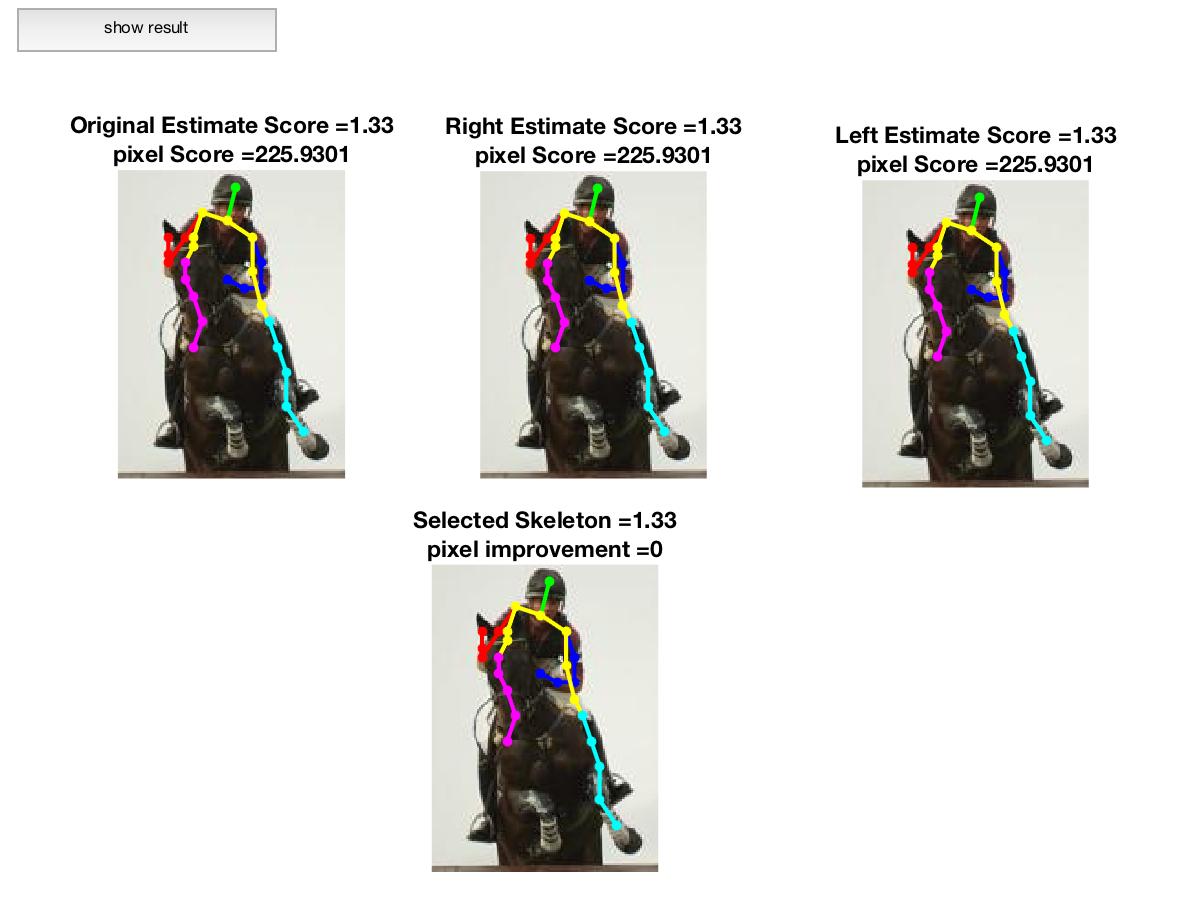 show result
Original Estimate Score =1.33
pixel Score =225.9301
Right Estimate Score =1.33
pixel Score =225.9301
Left Estimate Score =1.33
pixel Score =225.9301
Selected Skeleton =1.33
pixel improvement =0